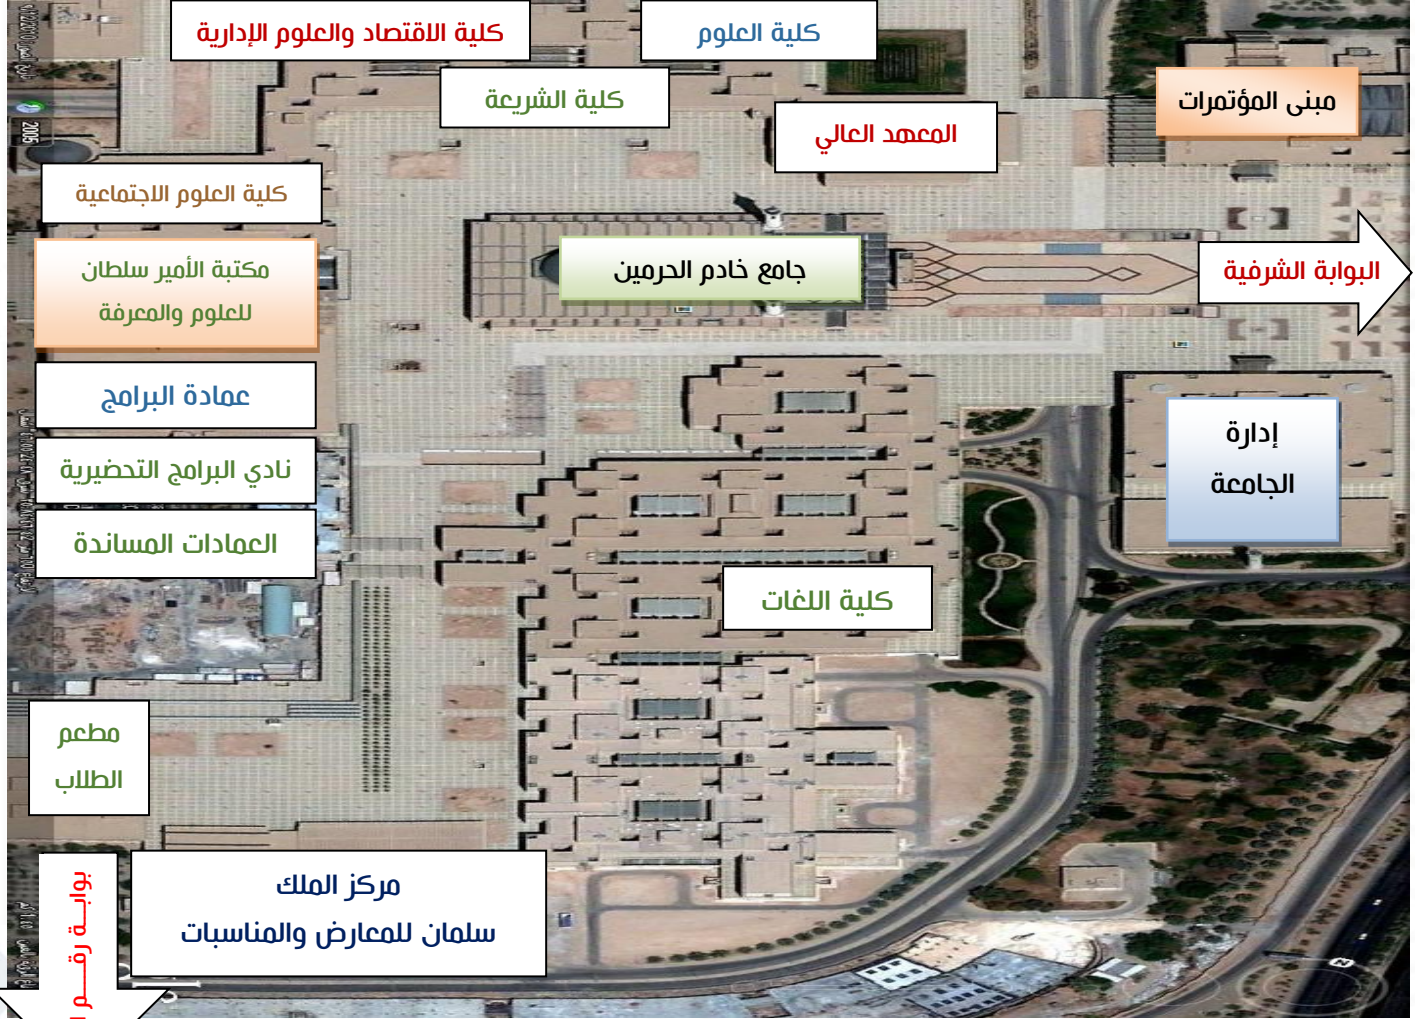 كلية الاقتصاد والعلوم الإدارية
كلية العلوم
كلية الشريعة
مبنى المؤتمرات
المعهد العالي
2005
كلية العلوم الاجتماعية
مكتبة الأمير سلطان
للعلوم والمعرفة
جامع خادم الحرمين
البوابة الشرفية
عمادة البرامج
إدارة
الجامعة
نادي البرامج التحضيرية
العمادات المساندة
كلية اللغات
مطعم
الطلاب
مركز الملك
سلمان للمعارض والمناسبات
بوابة رقم